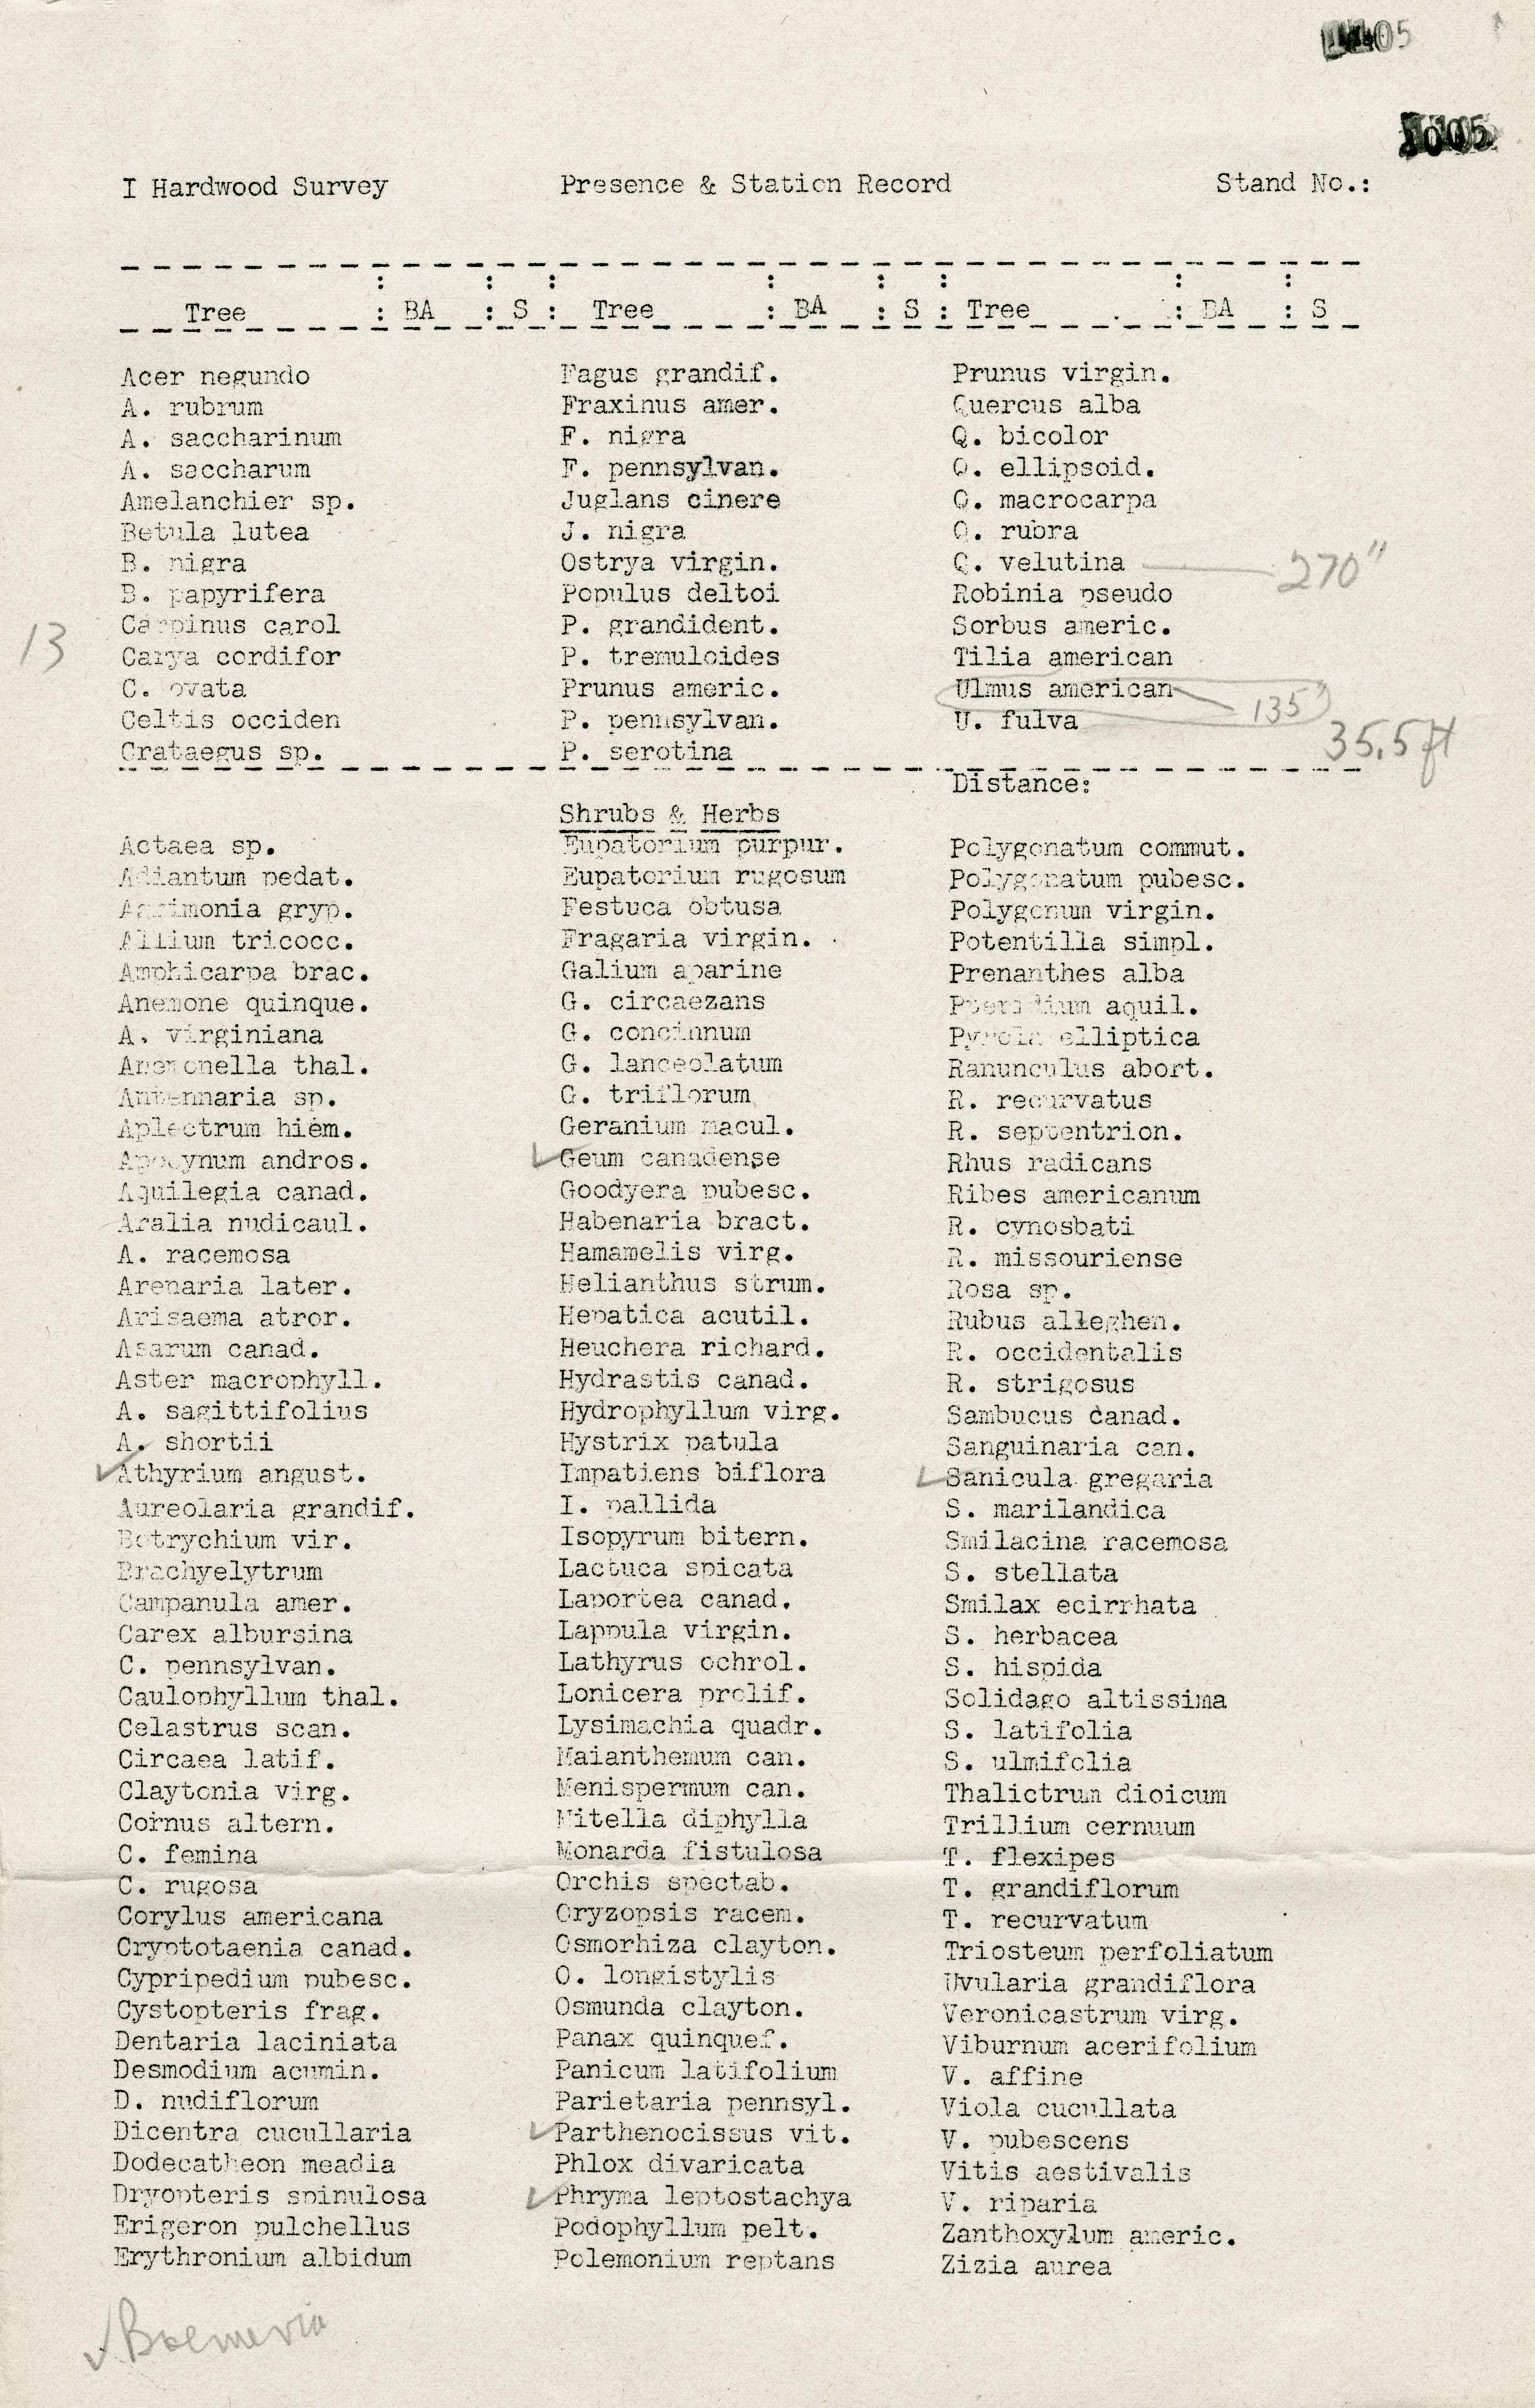 05
1005
I Hardwood Survey Presence & Station Record Stand No.:
Tree : BA : S : Tree : BA : S : Tree : BA : S
Acer negundo Fagus grandif. Prunus virgin.
A. rubrum Fraxinus amer. Quercus alba
A. saccharinum F. nigra Q. bicolor
A. saccharum F. pennsylvan. Q. ellipsoid.
Amelanchier sp. Juglans cinere Q. macrocarpa
Betula lutea J. nigra Q. rubra
B. nigra Ostrya virgin. Q. velutina 270"
B. papyrifera Populus deltoi Robinia pseudo
Carpinus carol P. grandident. Sorbus americ.
13 Carya cordifor P. tremuloides Tilia american
C. ovata Prunus americ. Ulmus american 135"
Celtis occiden P. pennsylvan. U. fulva 35.5 ft
Crataegus sp. P. serotina
Distance:
Shrubs & Herbs
Actaea sp. Eupatorium purpur. Polygonatum commut.
Adiantum pedat. Eupatorium rugosum Polygonatum pubesc.
Agrimonia gryp. Festuca obtusa Polygonum virgin.
Allium tricocc. Fragaria virgin. Potentilla simpl.
Amphicarpa brac. Galium aparine Prenanthes alba
Anemone quinque. G. circaezans Pteridium aquil.
A. virginiana G. concinnum Pyrola elliptica
Anemonella thal. G. lanceolatum Ranunculus abort.
Antennaria sp. G. triflorum R. recurvatus
Aplectrum hiem. Geranium macul. R. septentrion.
Apocynum andros. ✓ Geum canadense Rhus radicans
Aquilegia canad. Goodyera pubesc. Ribes americanum
Aralia nudicaul. Habenaria bract. R. cynosbati
A. racemosa Hamamelis virg. R. missouriense
Arenaria later. Helianthus strum. Rosa sp.
Arisaema atror. Hepatica acutil. Rubus alleghen.
Asarum canad. Heuchera richard. R. occidentalis
Aster macrophyll. Hydrastis canad. R. strigosus
A. sagittifolius Hydrophyllum virg. Sambucus canad.
A. shortii Hystrix patula Sanguinaria can.
✓ Athyrium angust. Impatiens biflora ✓ Sanicula gregaria
Aureolaria grandif. I. pallida S. marilandica
Botrychium vir. Isopyrum bitern. Smilacina racemosa
Brachyelytrum Lactuca spicata S. stellata
Campanula amer. Laportea canad. Smilax ecirrhata
Carex albursina Lappula virgin. S. herbacea
C. pennsylvan. Lathyrus ochrol. S. hispida
Caulophyllum thal. Lonicera prolif. Solidago altissima
Celastrus scan. Lysimachia quadr. S. latifolia
Circaea latif. Maianthemum can. S. ulmifolia
Claytonia virg. Menispermum can. Thalictrum dioicum
Cornus altern. Mitella diphylla Trillium cernuum
C. femina Monarda fistulosa T. flexipes
C. rugosa Orchis spectab. T. grandiflorum
Corylus americana Oryzopsis racem. T. recurvatum
Cryptotaenia canad. Osmorhiza clayton. Triosteum perfoliatum
Cypripedium pubesc. O. longistylis Uvularia grandiflora
Cystopteris frag. Osmunda clayton. Veronicastrum virg.
Dentaria laciniata Panax quinquef. Viburnum acerifolium
Desmodium acumin. Panicum latifolium V. affine
D. nudiflorum Parietaria pennsyl. Viola cucullata
Dicentra cucullaria ✓ Parthenocissus vit. V. pubescens
Dodecatheon meadia Phlox divaricata Vitis aestivalis
Dryopteris spinulosa ✓ Phryma leptostachya V. riparia
Erigeron pulchellus Podophyllum pelt. Zanthoxylum americ.
Erythronium albidum Polemonium reptans Zizia aurea
✓ Boemeria